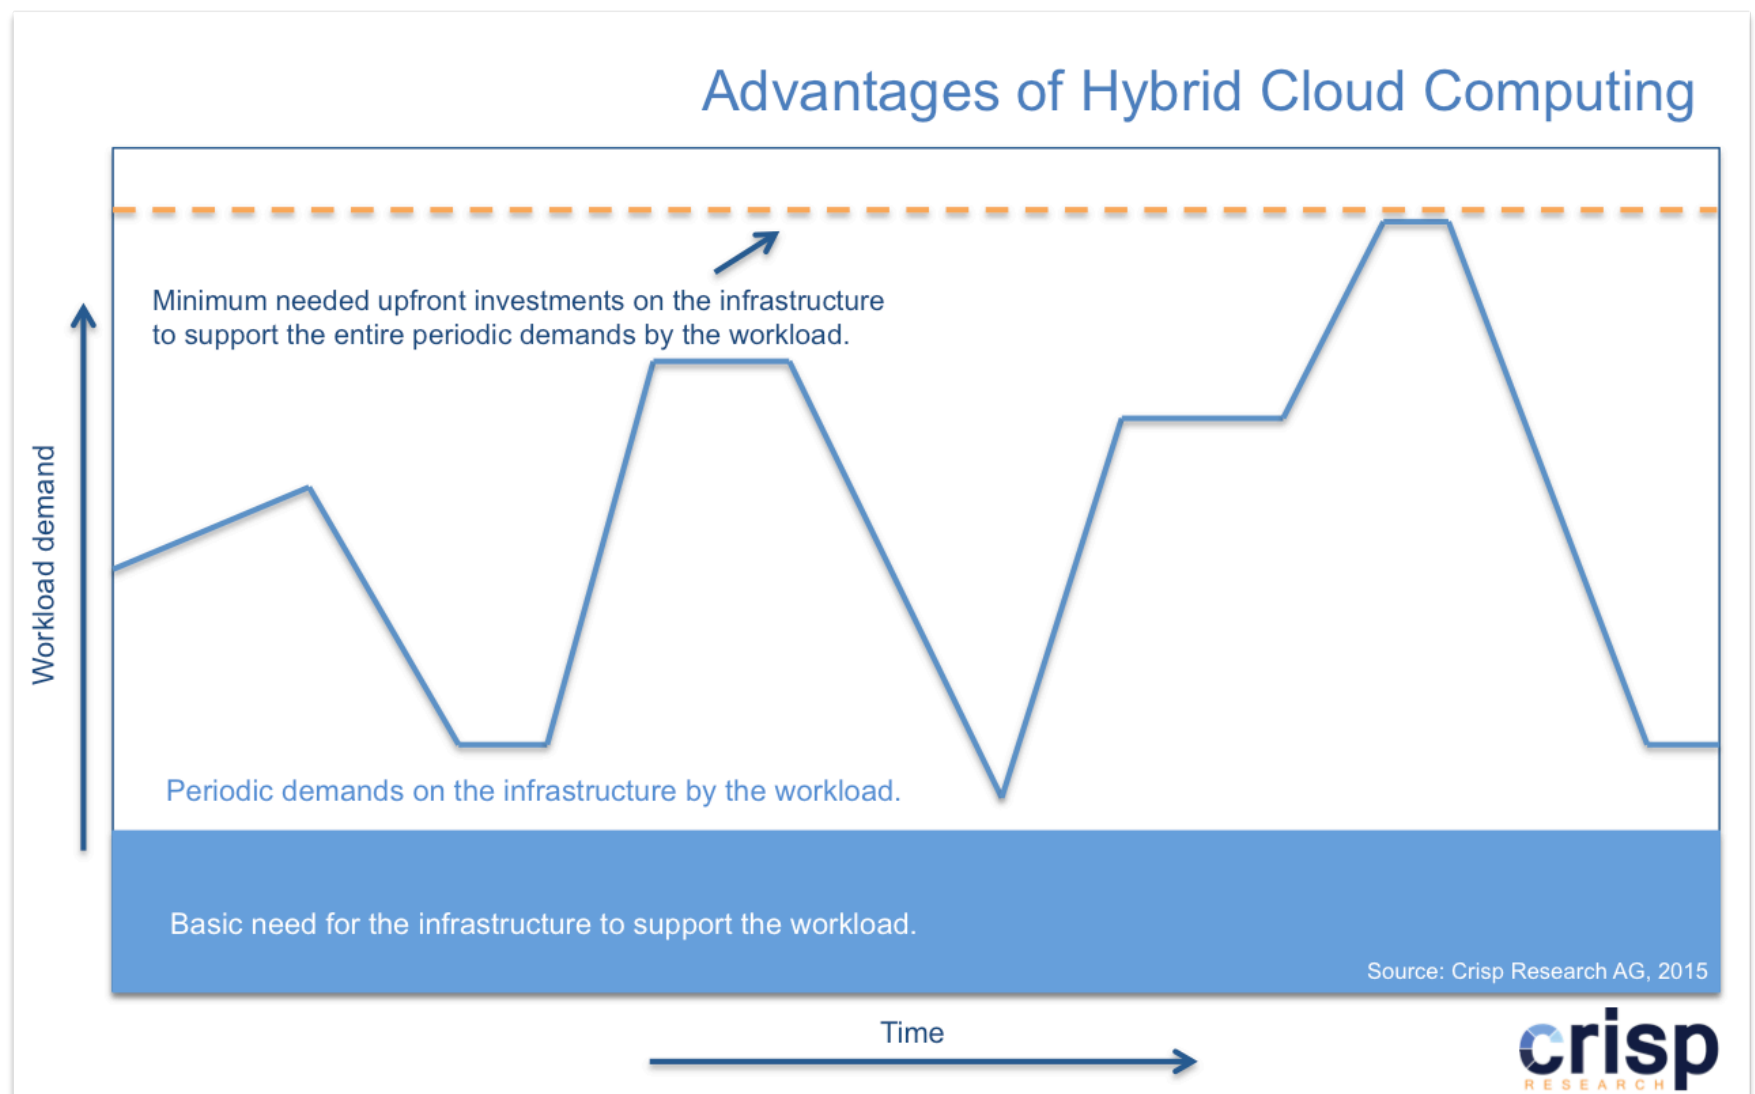 Advantages of Hybrid Cloud Computing
Minimum needed upfront investments on the infrastructure
to support the entire periodic demands by the workload.
Workload demand
Periodic demands on the infrastructure by the workload.
Basic need for the infrastructure to support the workload.
Source: Crisp Research AG, 2015
Time
crisp
RESEARCH